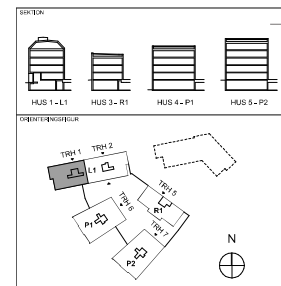 SEKTION
HUS 1 - L1
HUS 3 - R1
HUS 4 - P1
HUS 5 - P2
ORIENTERINGSFIGUR
TRH 1
TRH 2
L1
TRH 5
R1
TRH 6
TRH 7
P1
P2
N